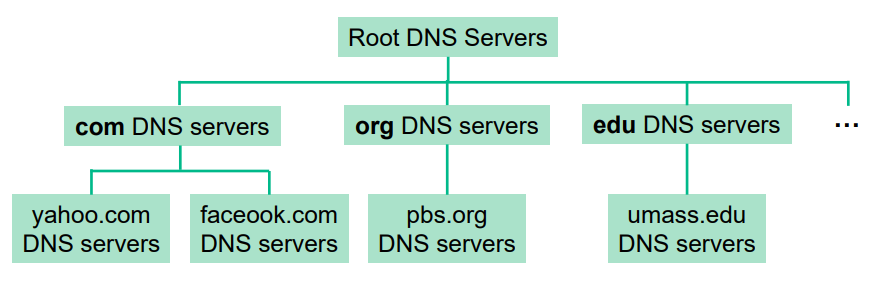 Root DNS Servers
com DNS servers
org DNS servers
edu DNS servers
...
yahoo.com
DNS servers
faceook.com
DNS servers
pbs.org
DNS servers
umass.edu
DNS servers